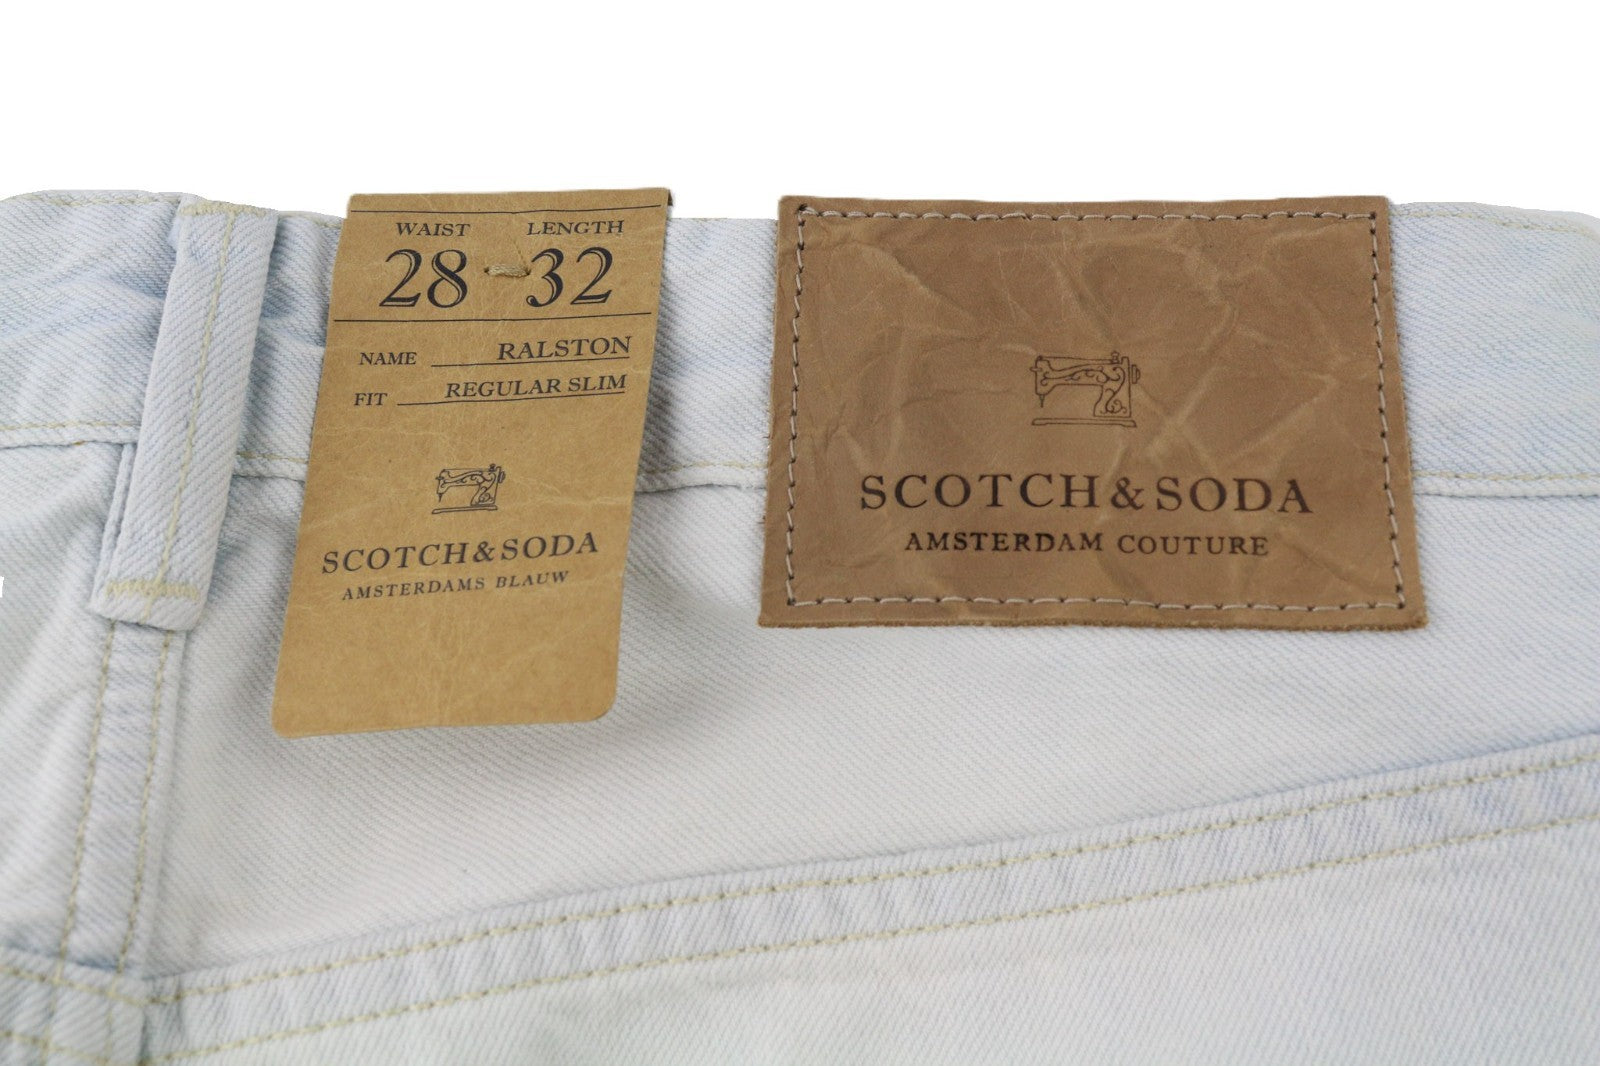 WAIST LENGTH
28 - 32
NAME RALSTON
FIT REGULAR SLIM
SCOTCH & SODA
AMSTERDAMS BLAUW
SCOTCH & SODA
AMSTERDAM COUTURE